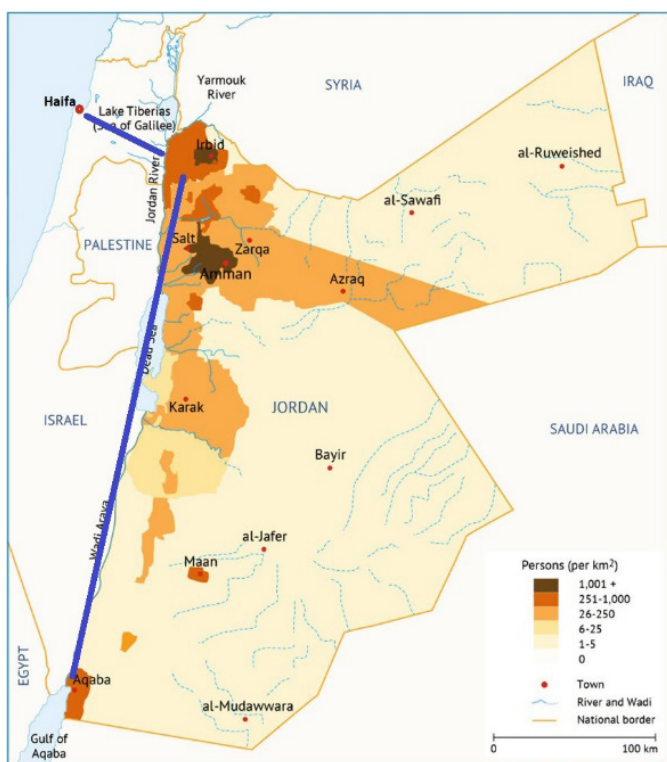 SYRIA
IRAQ
Yarmouk
River
Haifa
Lake Tiberias
(Sea of Galilee)
Irbid
al-Ruweished
Jordan River
al-Sawafi
PALESTINE
Salt
Zarqa
Amman
Azraq
Dead Sea
Karak
JORDAN
ISRAEL
SAUDI ARABIA
Bayir
Wadi Arava
al-Jafer
Maan
EGYPT
Aqaba
al-Mudawwara
Gulf of
Aqaba
Persons (per km²)
1,001 +
251-1,000
26-250
6-25
1-5
0
Town
River and Wadi
National border
0 100 km